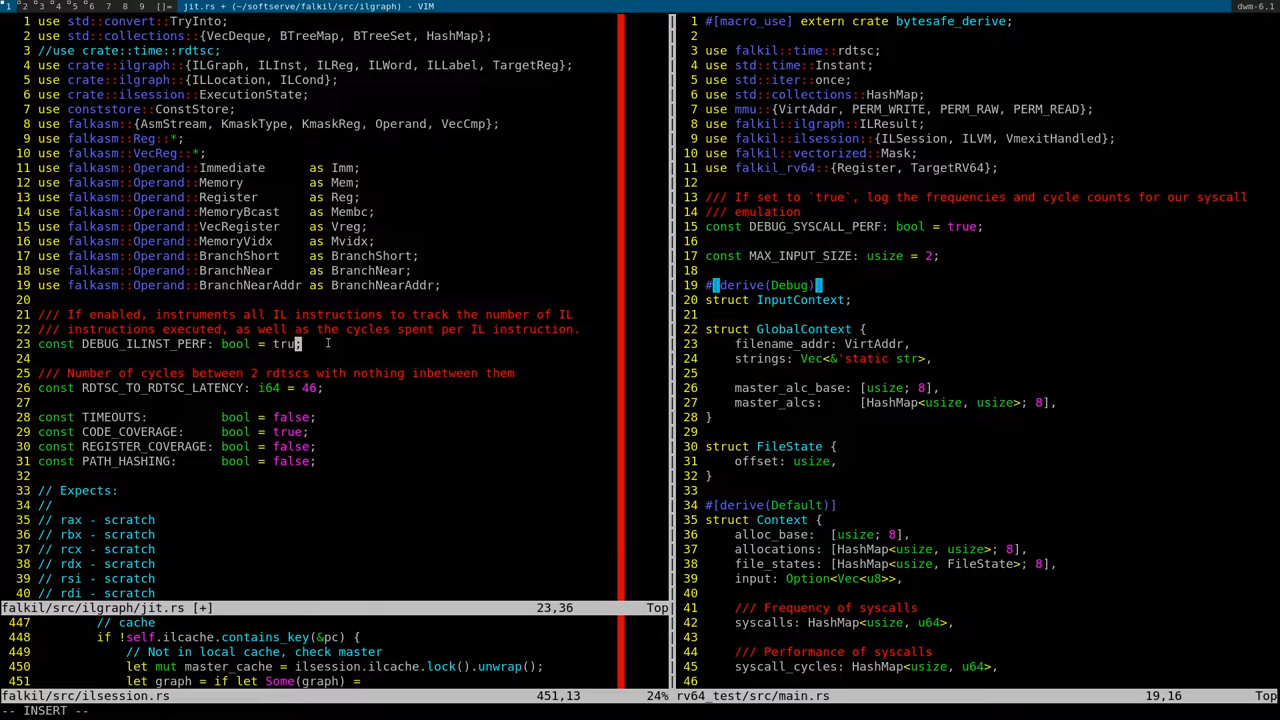 1 2 3 4 5 6 7 8 9 []= jit.rs + (~/softserve/falkil/src/ilgraph) - VIM dwm-6.1
1 use std::convert::TryInto;
2 use std::collections::{VecDeque, BTreeMap, BTreeSet, HashMap};
3 //use crate::time::rdtsc;
4 use crate::ilgraph::{ILGraph, ILInst, ILReg, ILWord, ILLabel, TargetReg};
5 use crate::ilgraph::{ILLocation, ILCond};
6 use crate::ilsession::ExecutionState;
7 use conststore::ConstStore;
8 use falkasm::{AsmStream, KmaskType, KmaskReg, Operand, VecCmp};
9 use falkasm::Reg::*;
10 use falkasm::VecReg::*;
11 use falkasm::Operand::Immediate as Imm;
12 use falkasm::Operand::Memory as Mem;
13 use falkasm::Operand::Register as Reg;
14 use falkasm::Operand::MemoryBcast as Membc;
15 use falkasm::Operand::VecRegister as Vreg;
16 use falkasm::Operand::MemoryVidx as Mvidx;
17 use falkasm::Operand::BranchShort as BranchShort;
18 use falkasm::Operand::BranchNear as BranchNear;
19 use falkasm::Operand::BranchNearAddr as BranchNearAddr;
20
21 /// If enabled, instruments all IL instructions to track the number of IL
22 /// instructions executed, as well as the cycles spent per IL instruction.
23 const DEBUG_ILINST_PERF: bool = tru;
24
25 /// Number of cycles between 2 rdtscs with nothing inbetween them
26 const RDTSC_TO_RDTSC_LATENCY: i64 = 46;
27
28 const TIMEOUTS: bool = false;
29 const CODE_COVERAGE: bool = true;
30 const REGISTER_COVERAGE: bool = false;
31 const PATH_HASHING: bool = false;
32
33 // Expects:
34 //
35 // rax - scratch
36 // rbx - scratch
37 // rcx - scratch
38 // rdx - scratch
39 // rsi - scratch
40 // rdi - scratch
falkil/src/ilgraph/jit.rs [+] 23,36 Top
447 // cache
448 if !self.ilcache.contains_key(&pc) {
449 // Not in local cache, check master
450 let mut master_cache = ilsession.ilcache.lock().unwrap();
451 let graph = if let Some(graph) =
falkil/src/ilsession.rs 451,13 24%
-- INSERT --
1 #[macro_use] extern crate bytesafe_derive;
2
3 use falkil::time::rdtsc;
4 use std::time::Instant;
5 use std::iter::once;
6 use std::collections::HashMap;
7 use mmu::{VirtAddr, PERM_WRITE, PERM_RAW, PERM_READ};
8 use falkil::ilgraph::ILResult;
9 use falkil::ilsession::{ILSession, ILVM, VmexitHandled};
10 use falkil::vectorized::Mask;
11 use falkil_rv64::{Register, TargetRV64};
12
13 /// If set to `true`, log the frequencies and cycle counts for our syscall
14 /// emulation
15 const DEBUG_SYSCALL_PERF: bool = true;
16
17 const MAX_INPUT_SIZE: usize = 2;
18
19 #[derive(Debug)]
20 struct InputContext;
21
22 struct GlobalContext {
23 filename_addr: VirtAddr,
24 strings: Vec<&'static str>,
25
26 master_alc_base: [usize; 8],
27 master_alcs: [HashMap<usize, usize>; 8],
28 }
29
30 struct FileState {
31 offset: usize,
32 }
33
34 #[derive(Default)]
35 struct Context {
36 alloc_base: [usize; 8],
37 allocations: [HashMap<usize, usize>; 8],
38 file_states: [HashMap<usize, FileState>; 8],
39 input: Option<Vec<u8>>,
40
41 /// Frequency of syscalls
42 syscalls: HashMap<usize, u64>,
43
44 /// Performance of syscalls
45 syscall_cycles: HashMap<usize, u64>,
46
rv64_test/src/main.rs 19,16 Top